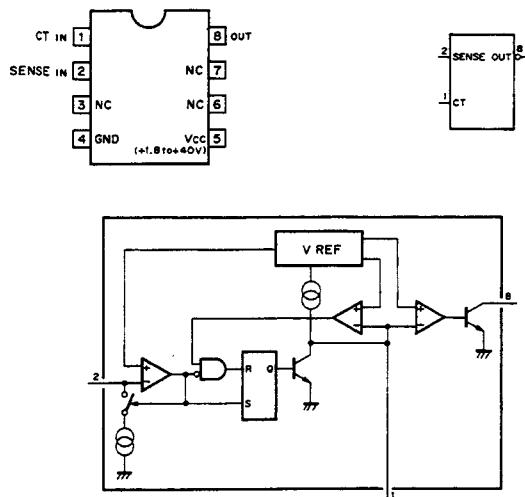 CT IN 1 8 OUT
SENSE IN 2 NC 7
3 NC NC 6
4 GND VCC 5
(+1.8 to +40V)
2 SENSE OUT 8
1 CT
V REF
8
2
R Q
S
1